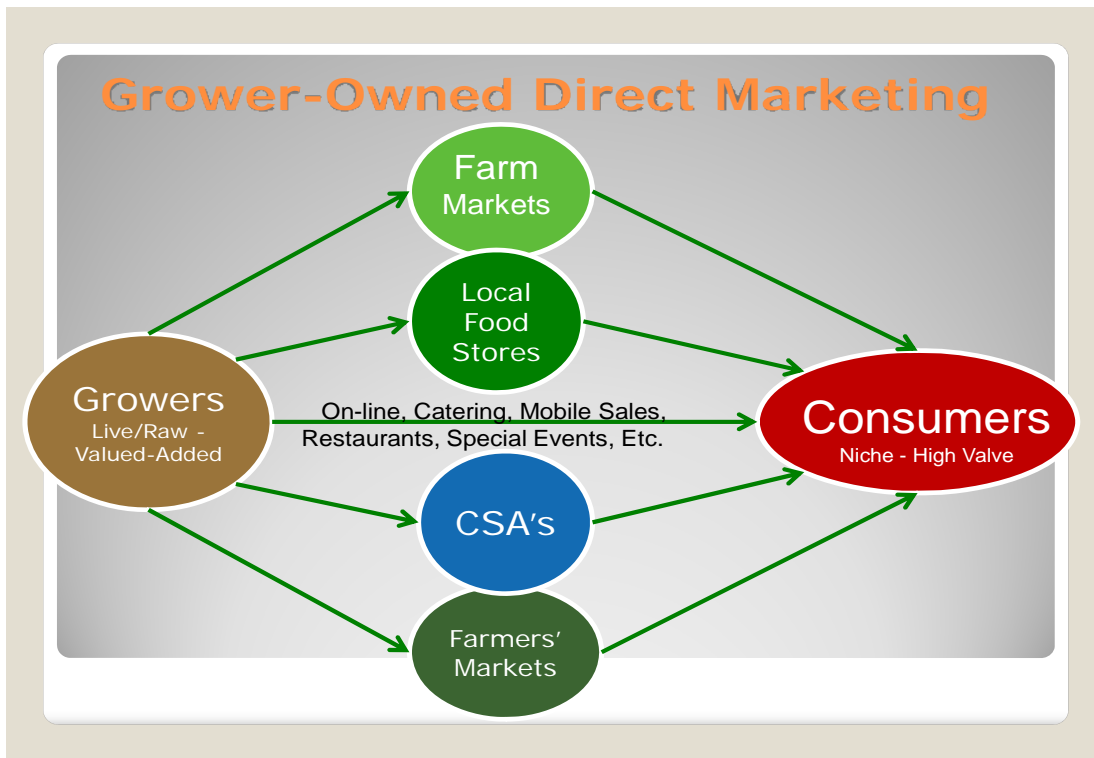 Grower-Owned Direct Marketing
Farm
Markets
Local
Food
Stores
Growers
Live/Raw -
Valued-Added
On-line, Catering, Mobile Sales,
Restaurants, Special Events, Etc.
Consumers
Niche - High Valve
CSA's
Farmers'
Markets